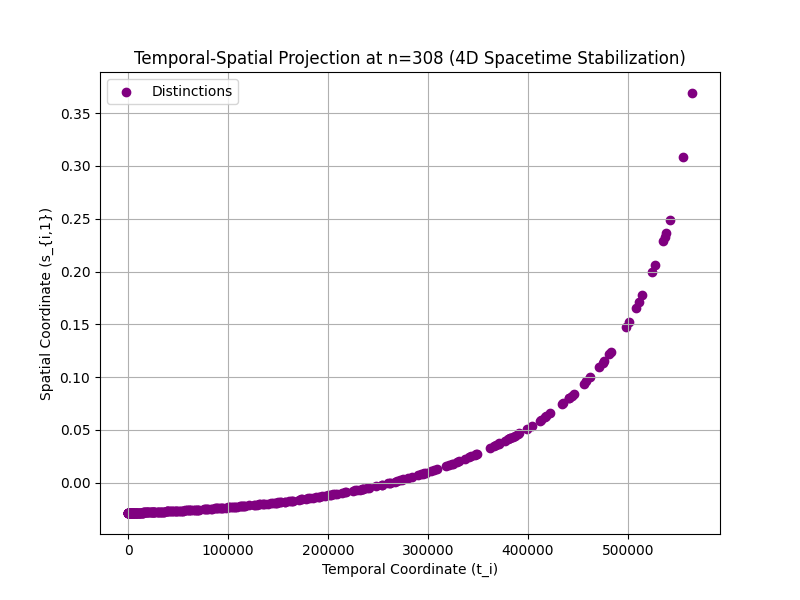 Temporal-Spatial Projection at n=308 (4D Spacetime Stabilization)
Distinctions
Spatial Coordinate (s_{i,1})
0.35
0.30
0.25
0.20
0.15
0.10
0.05
0.00
0 100000 200000 300000 400000 500000
Temporal Coordinate (t_i)